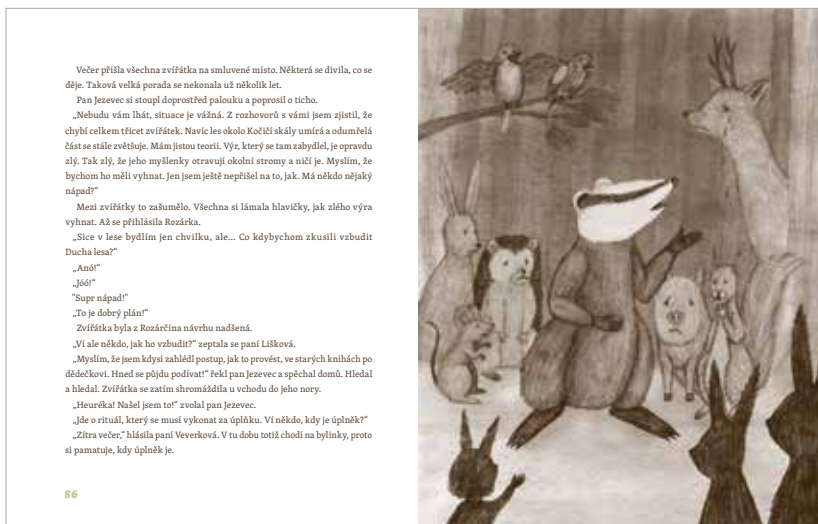 Večer přišla všechna zvířátka na smluvené místo. Některá se divila, co se
děje. Taková velká porada se nekonala už několik let.
Pan Jezevec si stoupl doprostřed palouku a poprosil o ticho.
„Nebudu vám lhát, situace je vážná. Z rozhovorů s vámi jsem zjistil, že
chybí celkem třicet zvířátek. Navíc les okolo Kočičí skály umírá a odumřelá
část se stále zvětšuje. Mám jistou teorii. Výr, který se tam zabydlel, je opravdu
zlý. Tak zlý, že jeho myšlenky otravují okolní stromy a ničí je. Myslím, že
bychom ho měli vyhnat. Jen jsem ještě nepřišel na to, jak. Má někdo nějaký
nápad?“
Mezi zvířátky to zašumělo. Všechna si lámala hlavičky, jak zlého výra
vyhnat. Až se přihlásila Rozárka.
„Sice v lese bydlím jen chvilku, ale... Co kdybychom zkusili vzbudit
Ducha lesa?“
„Anó!“
„Jóó!“
"Supr nápad!“
„To je dobrý plán!“
Zvířátka byla z Rozárčina návrhu nadšená.
„Ví ale někdo, jak ho vzbudit?“ zeptala se paní Lišková.
„Myslím, že jsem kdysi zahlédl postup, jak to provést, ve starých knihách po
dědečkovi. Hned se půjdu podívat!“ řekl pan Jezevec a spěchal domů. Hledal
a hledal. Zvířátka se zatím shromáždila u vchodu do jeho nory.
„Heuréka! Našel jsem to!“ zvolal pan Jezevec.
„Jde o rituál, který se musí vykonat za úplňku. Ví někdo, kdy je úplněk?“
„Zítra večer,“ hlásila paní Veverková. V tu dobu totiž chodí na bylinky, proto
si pamatuje, kdy úplněk je.
86